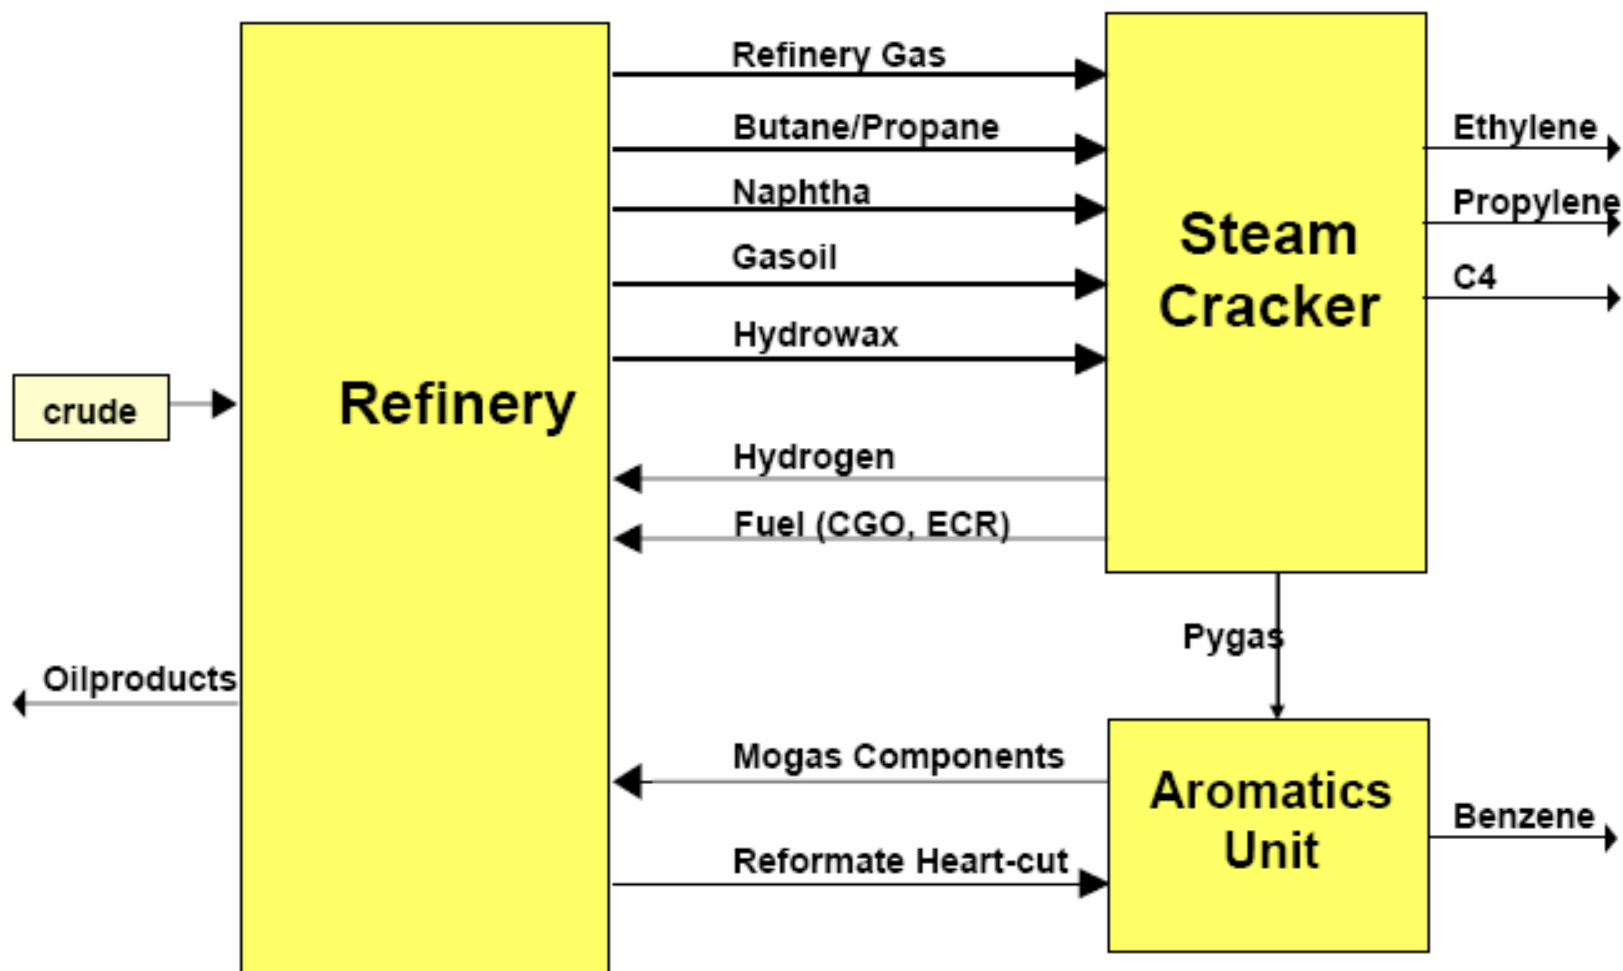 Refinery Gas
Butane/Propane
Naphtha
Gasoil
Hydrowax
Hydrogen
Fuel (CGO, ECR)
Mogas Components
Reformate Heart-cut
crude
Refinery
Oilproducts
Steam
Cracker
Ethylene
Propylene
C4
Pygas
Aromatics
Unit
Benzene